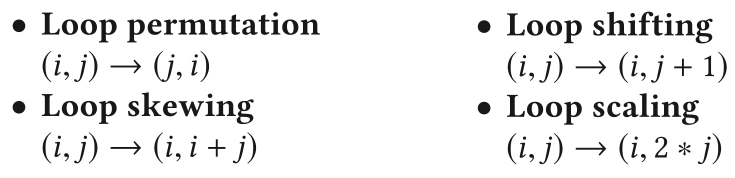 • Loop permutation
(i, j) → (j, i)
• Loop skewing
(i, j) → (i, i + j)
• Loop shifting
(i, j) → (i, j + 1)
• Loop scaling
(i, j) → (i, 2 * j)